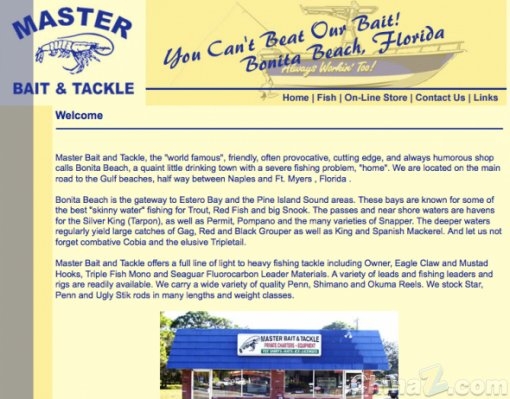 MASTER
BAIT & TACKLE
You Can't Beat Our Bait!
Bonita Beach, Florida
Always Workin' Too!
Home | Fish | On-Line Store | Contact Us | Links
Welcome
Master Bait and Tackle, the "world famous", friendly, often provocative, cutting edge, and always humorous shop
calls Bonita Beach, a quaint little drinking town with a severe fishing problem, "home". We are located on the main
road to the Gulf beaches, half way between Naples and Ft. Myers , Florida .
Bonita Beach is the gateway to Estero Bay and the Pine Island Sound areas. These bays are known for some of
the best "skinny water" fishing for Trout, Red Fish and big Snook. The passes and near shore waters are havens
for the Silver King (Tarpon), as well as Permit, Pompano and the many varieties of Snapper. The deeper waters
regularly yield large catches of Gag, Red and Black Grouper as well as King and Spanish Mackerel. And let us not
forget combative Cobia and the elusive Tripletail.
Master Bait and Tackle offers a full line of light to heavy fishing tackle including Owner, Eagle Claw and Mustad
Hooks, Triple Fish Mono and Seaguar Fluorocarbon Leader Materials. A variety of leads and fishing leaders and
rigs are readily available. We carry a wide variety of quality Penn, Shimano and Okuma Reels. We stock Star,
Penn and Ugly Stik rods in many lengths and weight classes.
MASTER BAIT & TACKLE
PRIVATE CHARTERS - EQUIPMENT
ChinaZ.com